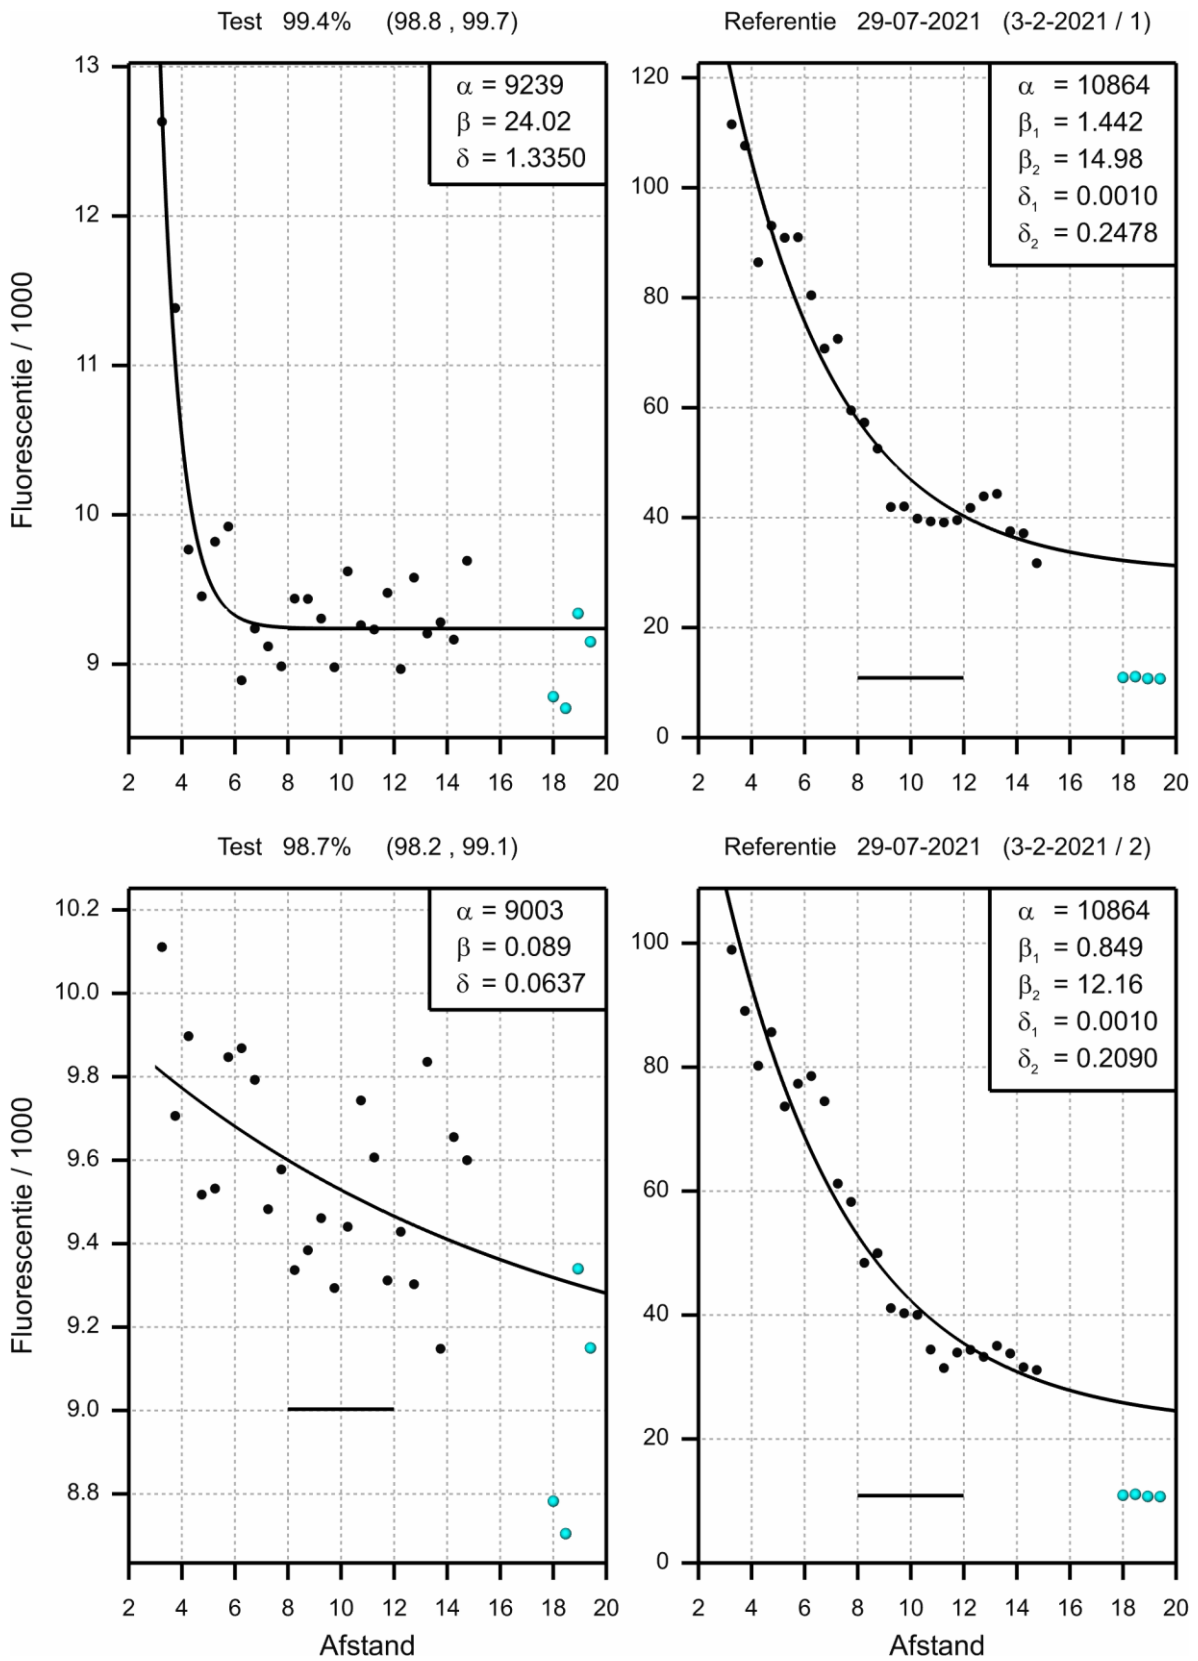 Test 99.4% (98.8 , 99.7)
Fluorescentie / 1000
13
12
11
10
9
α = 9239
β = 24.02
δ = 1.3350
2 4 6 8 10 12 14 16 18 20
Referentie 29-07-2021 (3-2-2021 / 1)
120
100
80
60
40
20
0
α = 10864
β₁ = 1.442
β₂ = 14.98
δ₁ = 0.0010
δ₂ = 0.2478
2 4 6 8 10 12 14 16 18 20
Test 98.7% (98.2 , 99.1)
Fluorescentie / 1000
10.2
10.0
9.8
9.6
9.4
9.2
9.0
8.8
α = 9003
β = 0.089
δ = 0.0637
2 4 6 8 10 12 14 16 18 20
Afstand
Referentie 29-07-2021 (3-2-2021 / 2)
100
80
60
40
20
0
α = 10864
β₁ = 0.849
β₂ = 12.16
δ₁ = 0.0010
δ₂ = 0.2090
2 4 6 8 10 12 14 16 18 20
Afstand